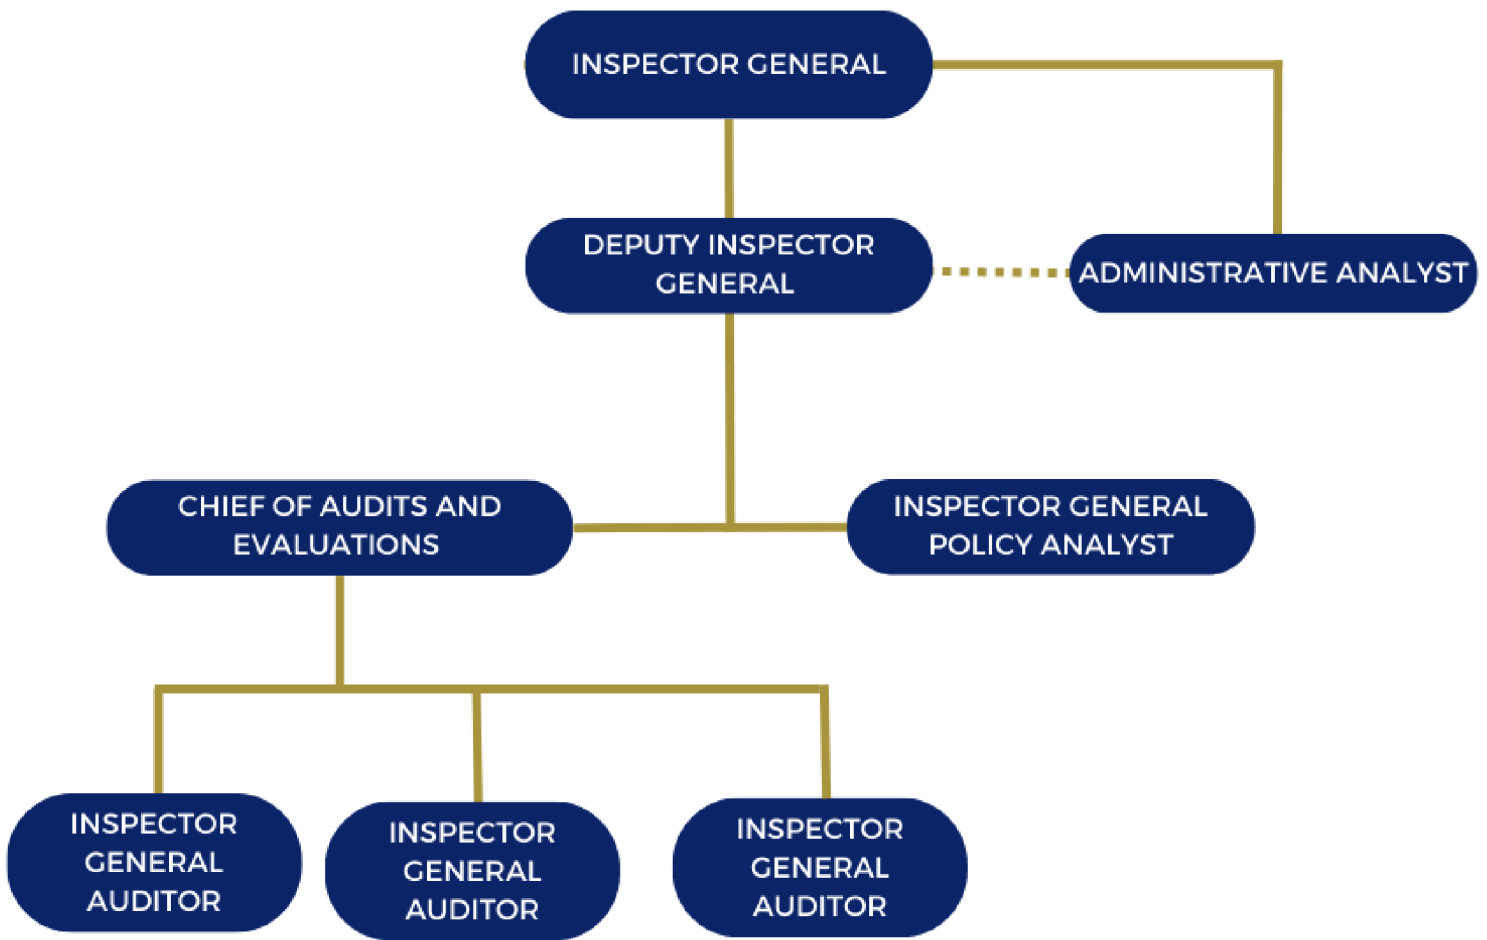 INSPECTOR GENERAL
DEPUTY INSPECTOR
GENERAL
ADMINISTRATIVE ANALYST
CHIEF OF AUDITS AND
EVALUATIONS
INSPECTOR GENERAL
POLICY ANALYST
INSPECTOR
GENERAL
AUDITOR
INSPECTOR
GENERAL
AUDITOR
INSPECTOR
GENERAL
AUDITOR